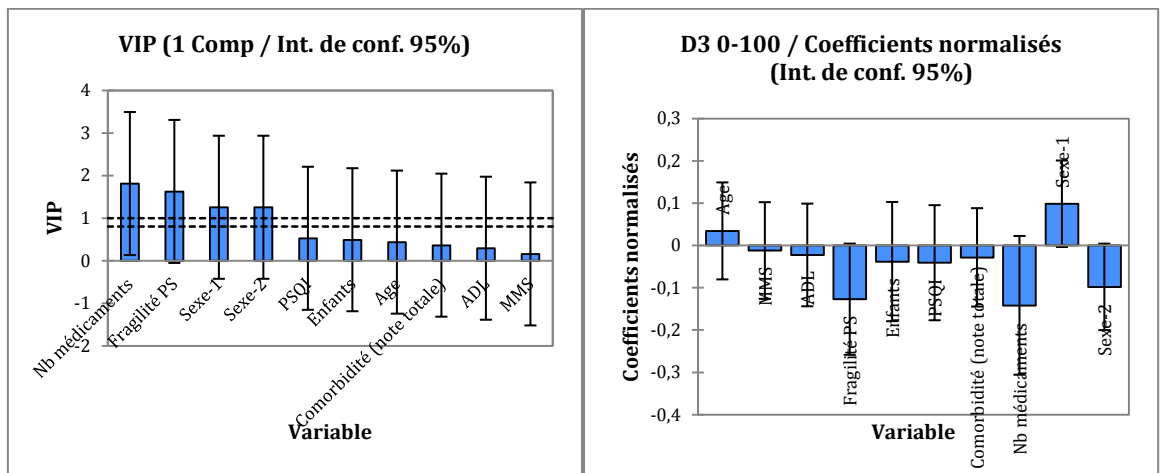 VIP (1 Comp / Int. de conf. 95%)
4
3
2
1
0
-1
-2
VIP
Nb médicaments
Fragilité PS
Sexe-1
Sexe-2
PSQI
Enfants
Age
Comorbidité (note totale)
ADL
MMS
Variable
D3 0-100 / Coefficients normalisés
(Int. de conf. 95%)
0,3
0,2
0,1
0
-0,1
-0,2
-0,3
-0,4
Coefficients normalisés
Age
MMS
ADL
Fragilité PS
Enfants
PSQI
Comorbidité (note totale)
Nb médicaments
Sexe-1
Sexe-2
Variable